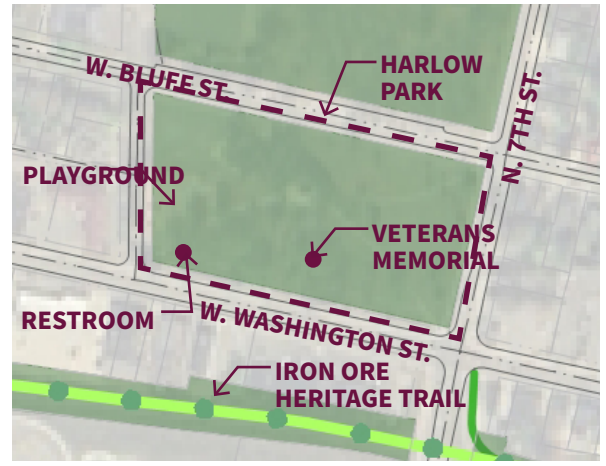 W. BLUFF ST.
HARLOW
PARK
N. 7TH ST.
PLAYGROUND
VETERANS
MEMORIAL
RESTROOM
W. WASHINGTON ST.
IRON ORE
HERITAGE TRAIL